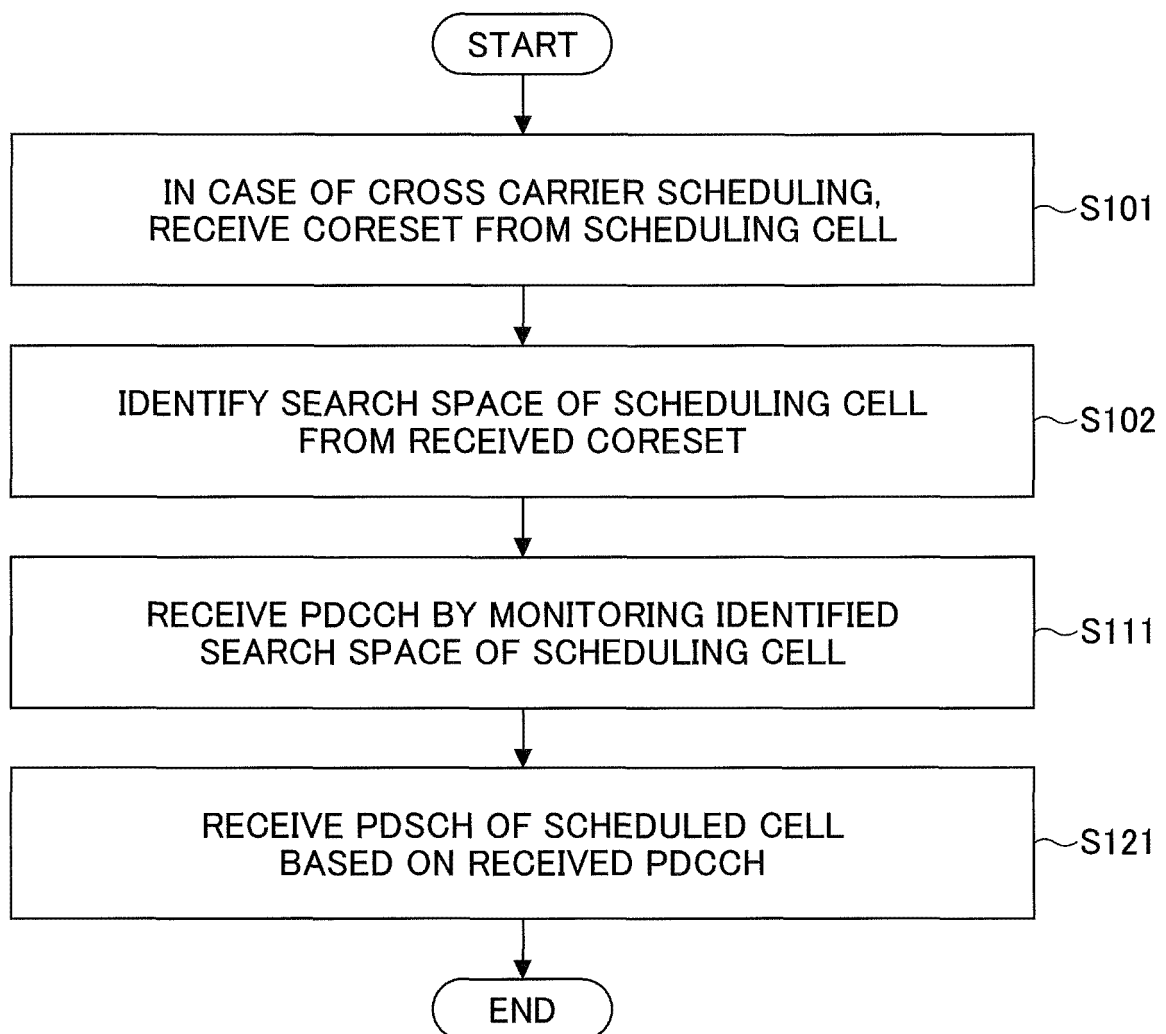 START
IN CASE OF CROSS CARRIER SCHEDULING,
RECEIVE CORESET FROM SCHEDULING CELL
S101
IDENTIFY SEARCH SPACE OF SCHEDULING CELL
FROM RECEIVED CORESET
S102
RECEIVE PDCCH BY MONITORING IDENTIFIED
SEARCH SPACE OF SCHEDULING CELL
S111
RECEIVE PDSCH OF SCHEDULED CELL
BASED ON RECEIVED PDCCH
S121
END